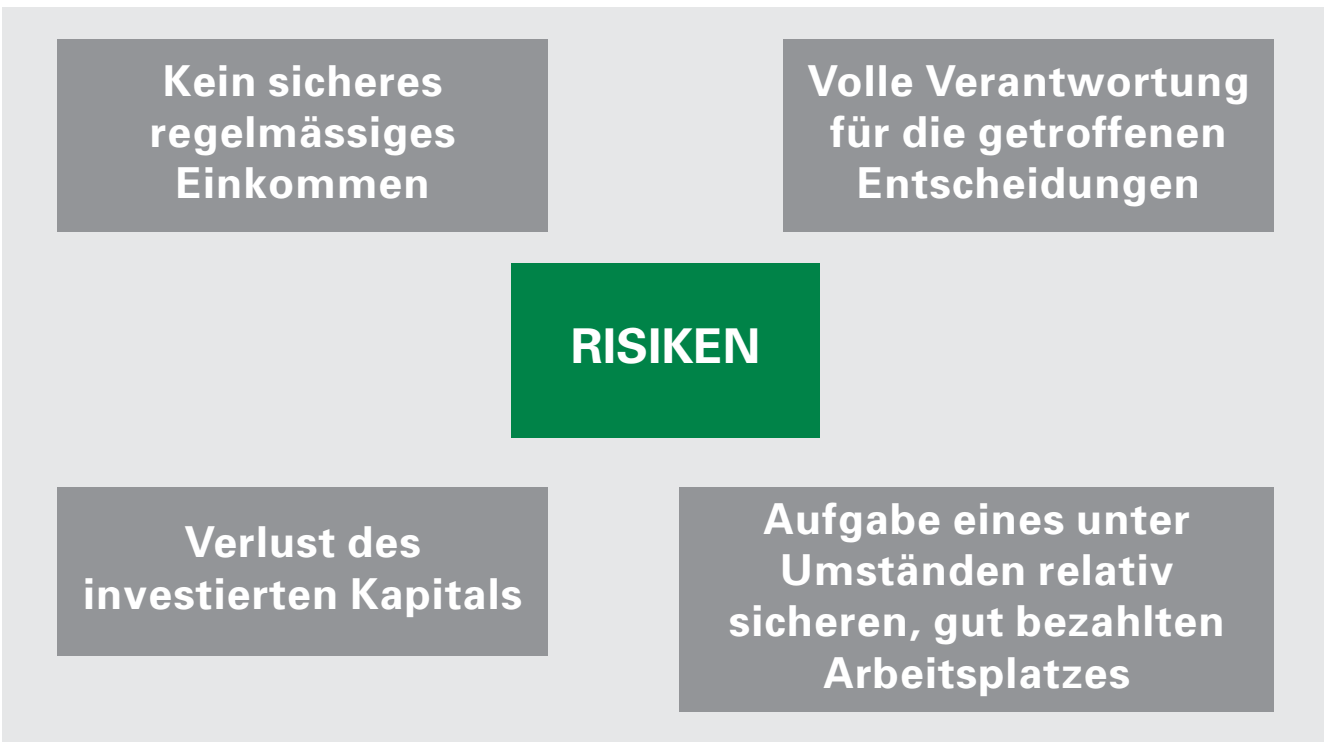 Kein sicheres
regelmässiges
Einkommen
Volle Verantwortung
für die getroffenen
Entscheidungen
RISIKEN
Verlust des
investierten Kapitals
Aufgabe eines unter
Umständen relativ
sicheren, gut bezahlten
Arbeitsplatzes